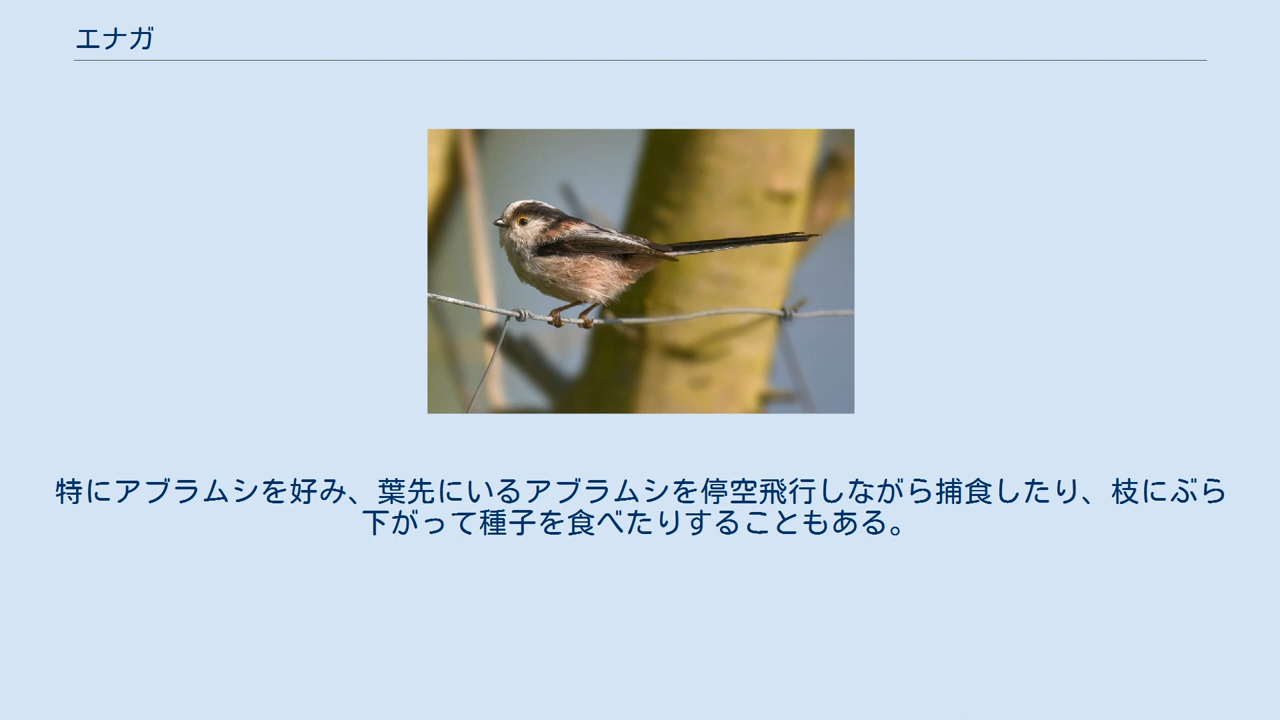 エナガ
特にアブラムシを好み、葉先にいるアブラムシを停空飛行しながら捕食したり、枝にぶら
下がって種子を食べたりすることもある。